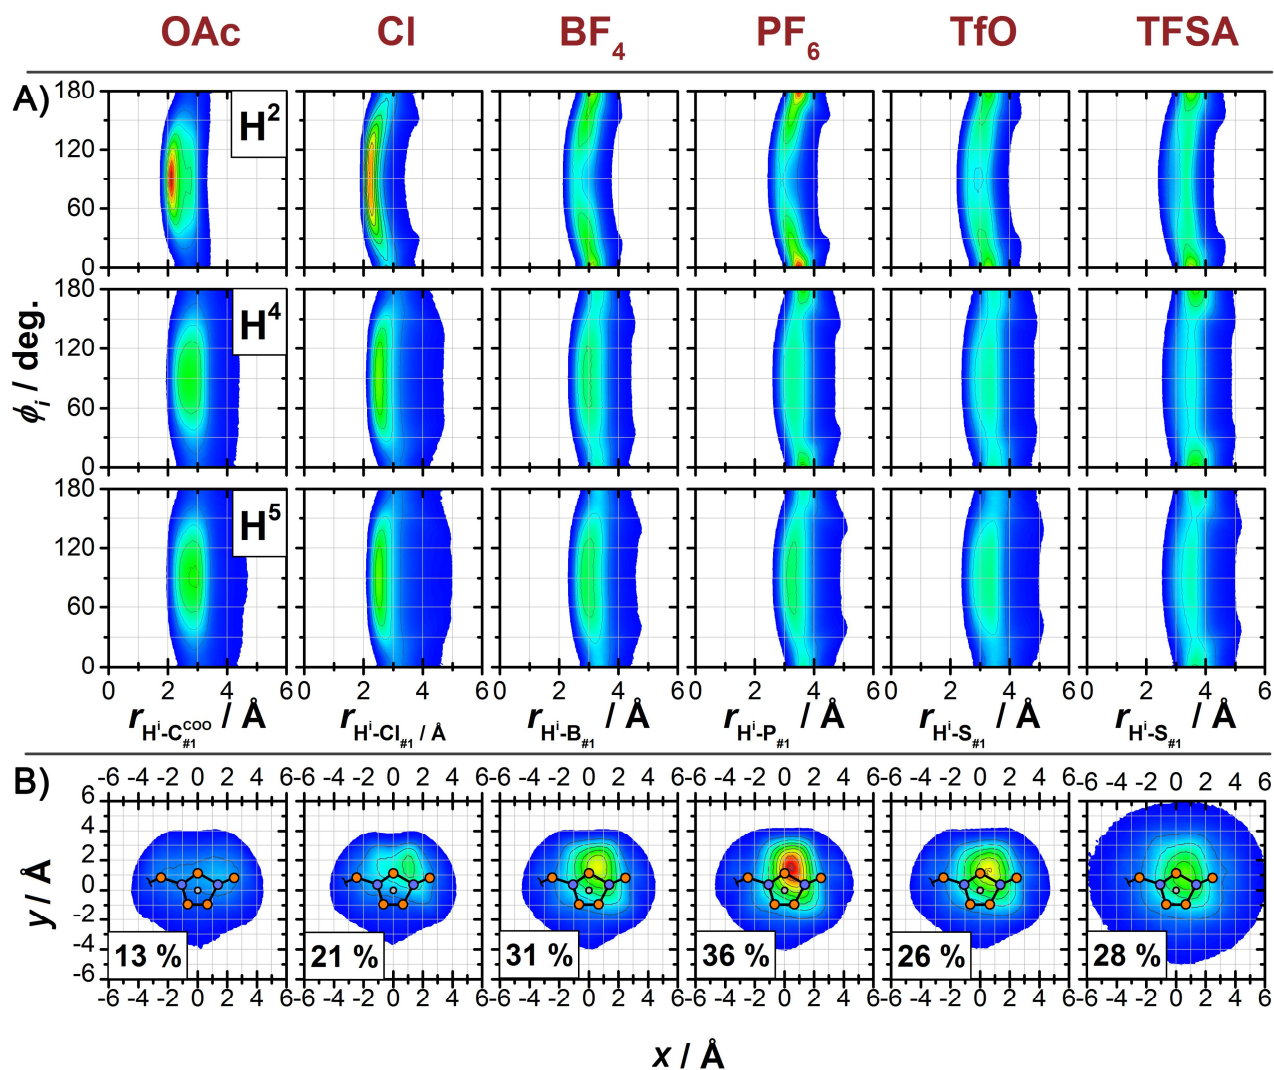 OAc Cl BF4 PF6 TfO TFSA
A)
180 120 60 0
H2
180 120 60 0
H4
180 120 60 0
H5
ϕi / deg.
0 2 4 6 0 2 4 6 0 2 4 6 0 2 4 6 0 2 4 6 0 2 4 6
rHi-CCOO#1 / Å rHi-Cl#1 / Å rHi-B#1 / Å rHi-P#1 / Å rHi-S#1 / Å rHi-S#1 / Å
B)
-6 -4 -2 0 2 4 6 -6 -4 -2 0 2 4 6 -6 -4 -2 0 2 4 6 -6 -4 -2 0 2 4 6 -6 -4 -2 0 2 4 6 -6 -4 -2 0 2 4 6
6 4 2 0 -2 -4 -6
y / Å
13 % 21 % 31 % 36 % 26 % 28 %
-6 -4 -2 0 2 4 6 -6 -4 -2 0 2 4 6 -6 -4 -2 0 2 4 6 -6 -4 -2 0 2 4 6 -6 -4 -2 0 2 4 6 -6 -4 -2 0 2 4 6
x / Å